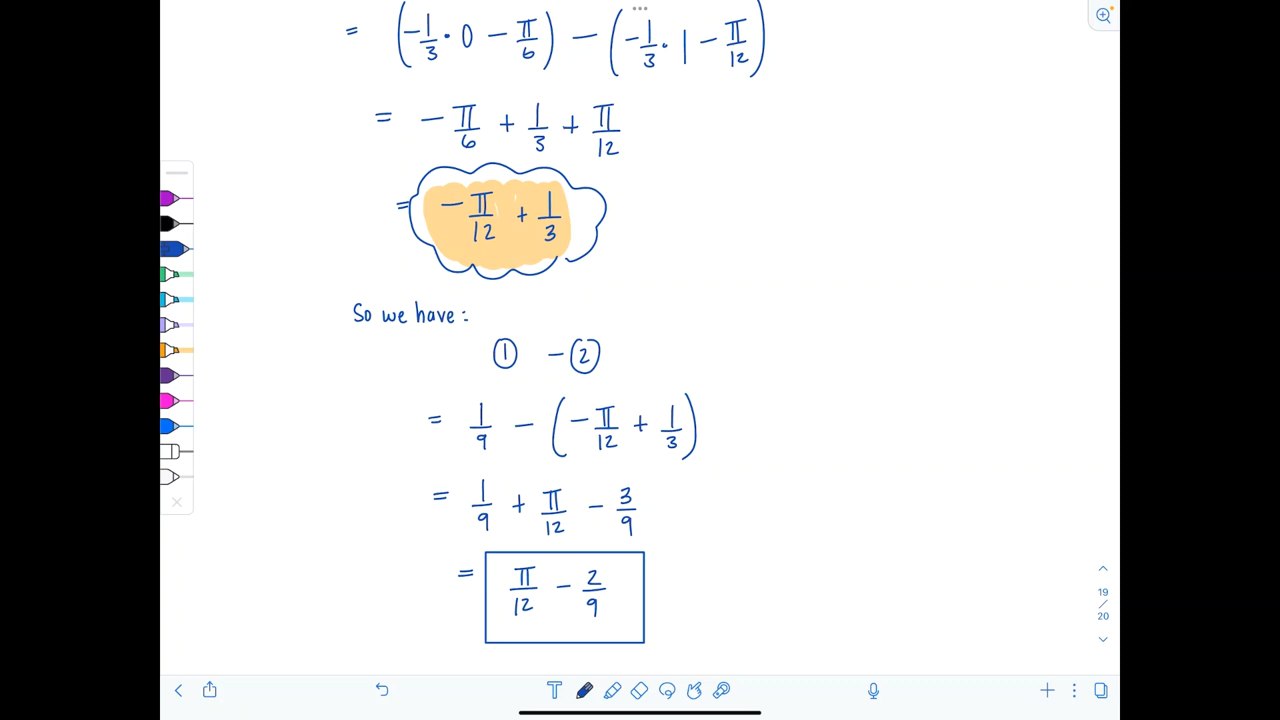 = (-1/3 · 0 - π/6) - (-1/3 · 1 - π/12)
= - π/6 + 1/3 + π/12
= - π/12 + 1/3
So we have:
① - ②
= 1/9 - (- π/12 + 1/3)
= 1/9 + π/12 - 3/9
= π/12 - 2/9
19
/
20
T